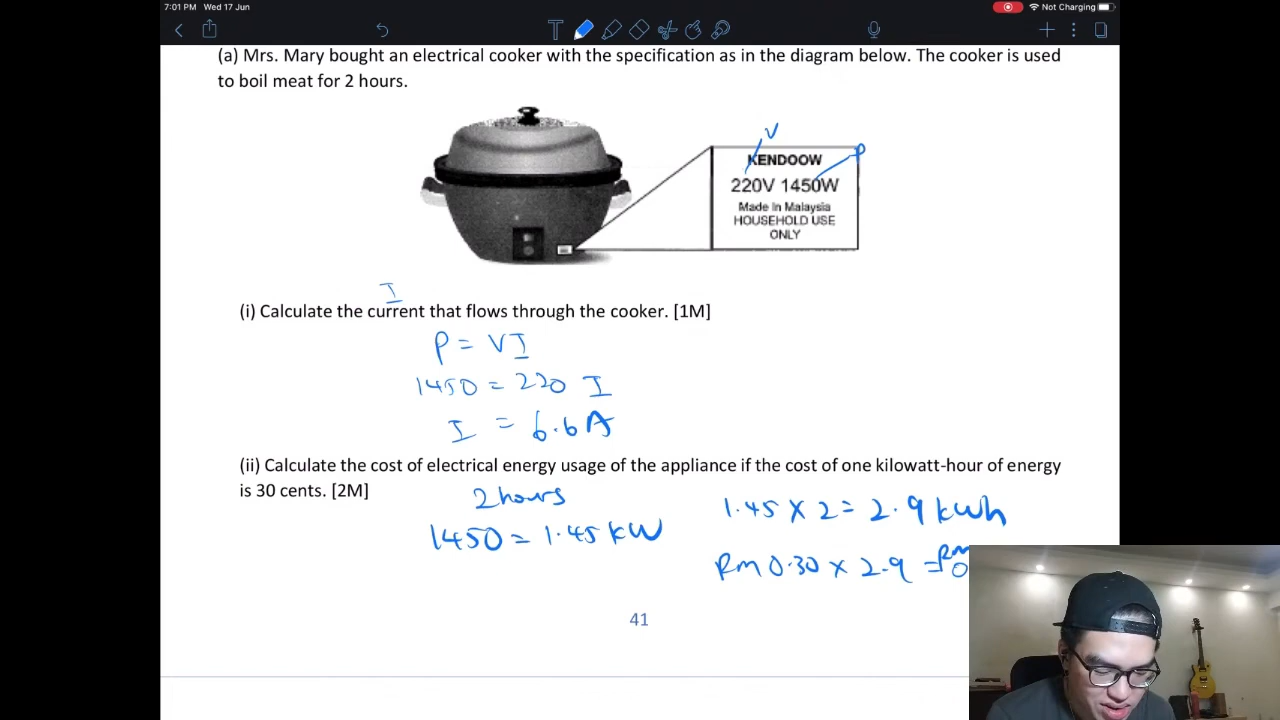 7:01 PM Wed 17 Jun
Not Charging
T
(a) Mrs. Mary bought an electrical cooker with the specification as in the diagram below. The cooker is used
to boil meat for 2 hours.
V
P
KENDOOW
220V 1450W
Made In Malaysia
HOUSEHOLD USE
ONLY
I
(i) Calculate the current that flows through the cooker. [1M]
P = VI
1450 = 220 I
I = 6.6A
(ii) Calculate the cost of electrical energy usage of the appliance if the cost of one kilowatt-hour of energy
is 30 cents. [2M]
2 hours
1450 = 1.45 kW
1.45 × 2 = 2.9 kWh
Rm 0.30 × 2.9 = Rm 0
41